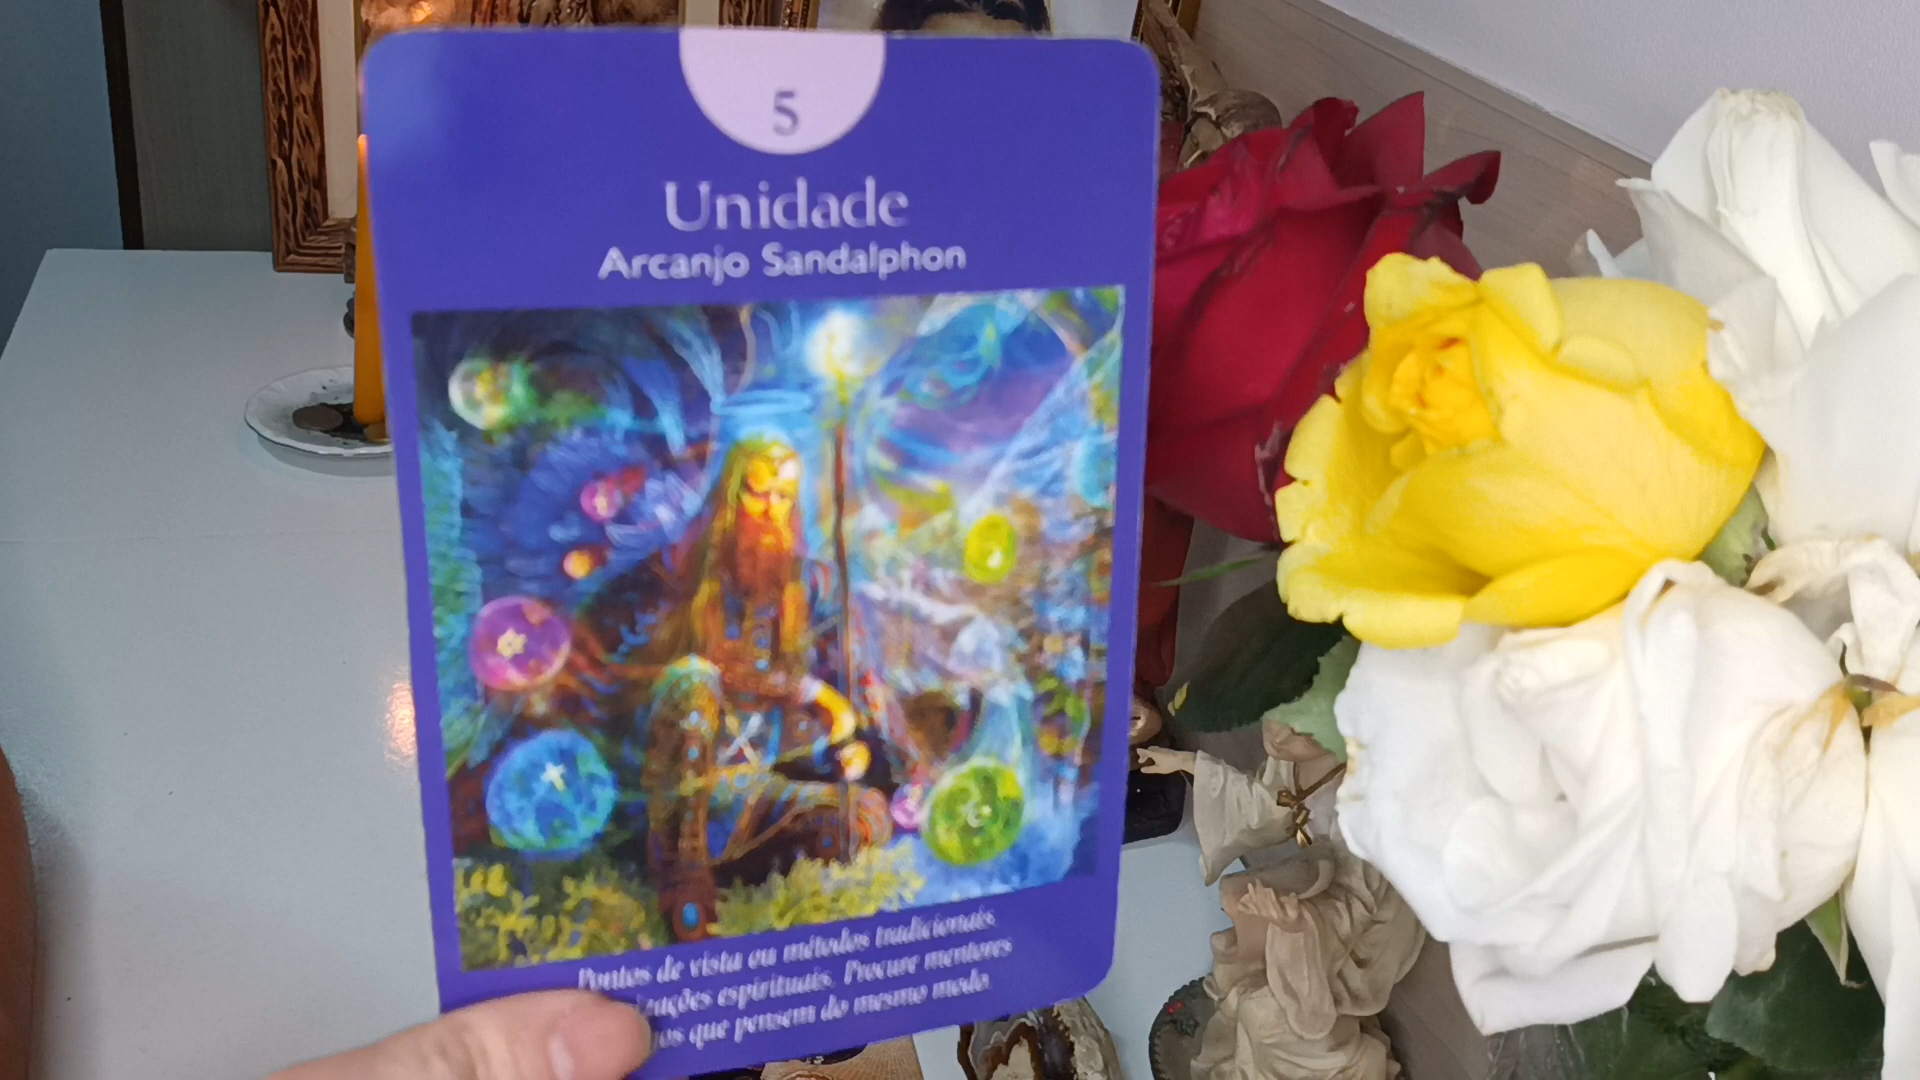 5
Unidade
Arcanjo Sandalphon
Pontos de vista ou métodos tradicionais.
espirituais. Procure mentores
que pensem do mesmo modo.